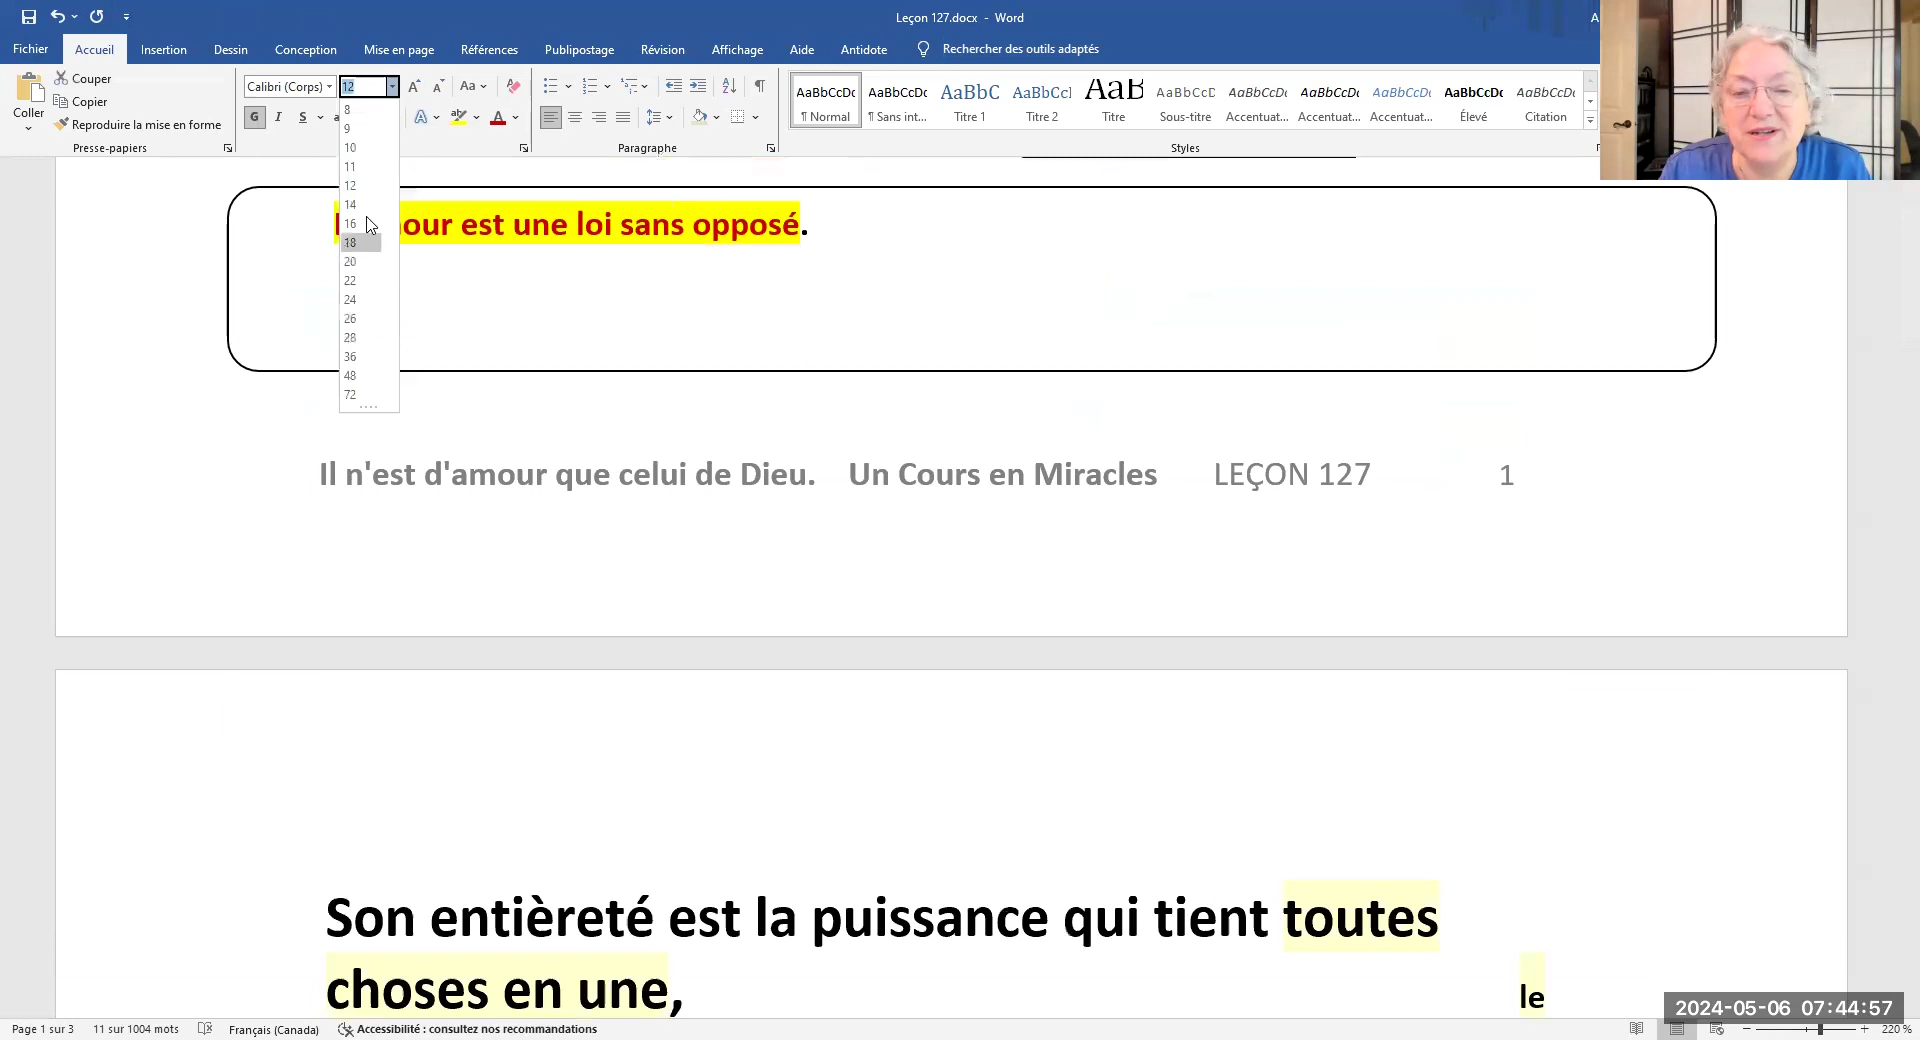 Leçon 127.docx - Word
A
Fichier Accueil Insertion Dessin Conception Mise en page Références Publipostage Révision Affichage Aide Antidote Rechercher des outils adaptés
Coller
Couper
Copier
Reproduire la mise en forme
Presse-papiers
Calibri (Corps) 12
G I S
Aa
8
9
10
11
12
14
16
18
20
22
24
26
28
36
48
72
Paragraphe
AaBbCcDc AaBbCcDc AaBbC AaBbCcI AaB AaBbCcD AaBbCcDc AaBbCcDc AaBbCcDc AaBbCcDc AaBbCcDc
¶ Normal ¶ Sans int... Titre 1 Titre 2 Titre Sous-titre Accentuat... Accentuat... Accentuat... Élevé Citation
Styles
our est une loi sans opposé.
Il n'est d'amour que celui de Dieu. Un Cours en Miracles LEÇON 127 1
Son entièreté est la puissance qui tient toutes
choses en une, le
2024-05-06 07:44:57
Page 1 sur 3 11 sur 1004 mots Français (Canada) Accessibilité : consultez nos recommandations 220 %